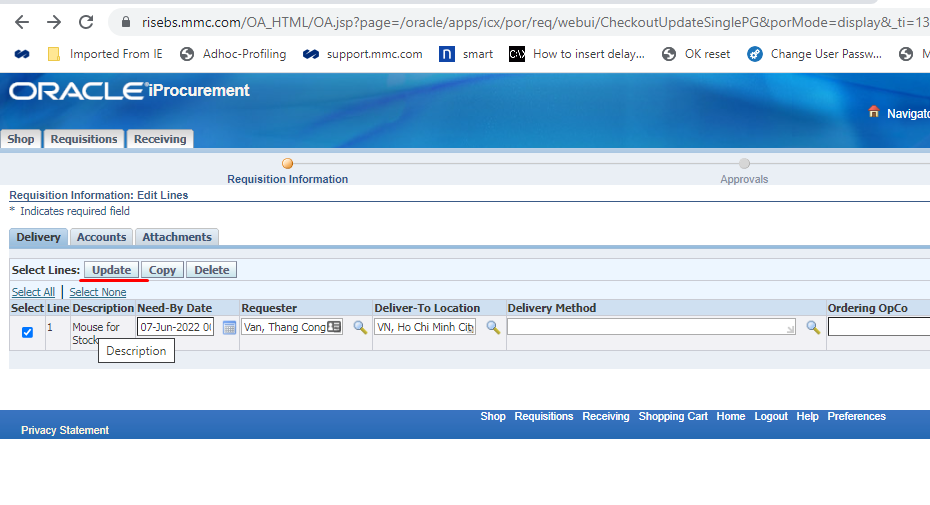 risebs.mmc.com/OA_HTML/OA.jsp?page=/oracle/apps/icx/por/req/webui/CheckoutUpdateSinglePG&porMode=display&_ti=13
Imported From IE Adhoc-Profiling support.mmc.com n smart C:\ How to insert delay... OK reset Change User Passw... M
ORACLE® iProcurement
Navigato
Shop Requisitions Receiving
Requisition Information Approvals
Requisition Information: Edit Lines
* Indicates required field
Delivery Accounts Attachments
Select Lines: Update Copy Delete
Select All | Select None
Select Line Description Need-By Date Requester Deliver-To Location Delivery Method Ordering OpCo
1 Mouse for 07-Jun-2022 00 Van, Thang Cong VN, Ho Chi Minh City
Stock
Description
Shop Requisitions Receiving Shopping Cart Home Logout Help Preferences
Privacy Statement